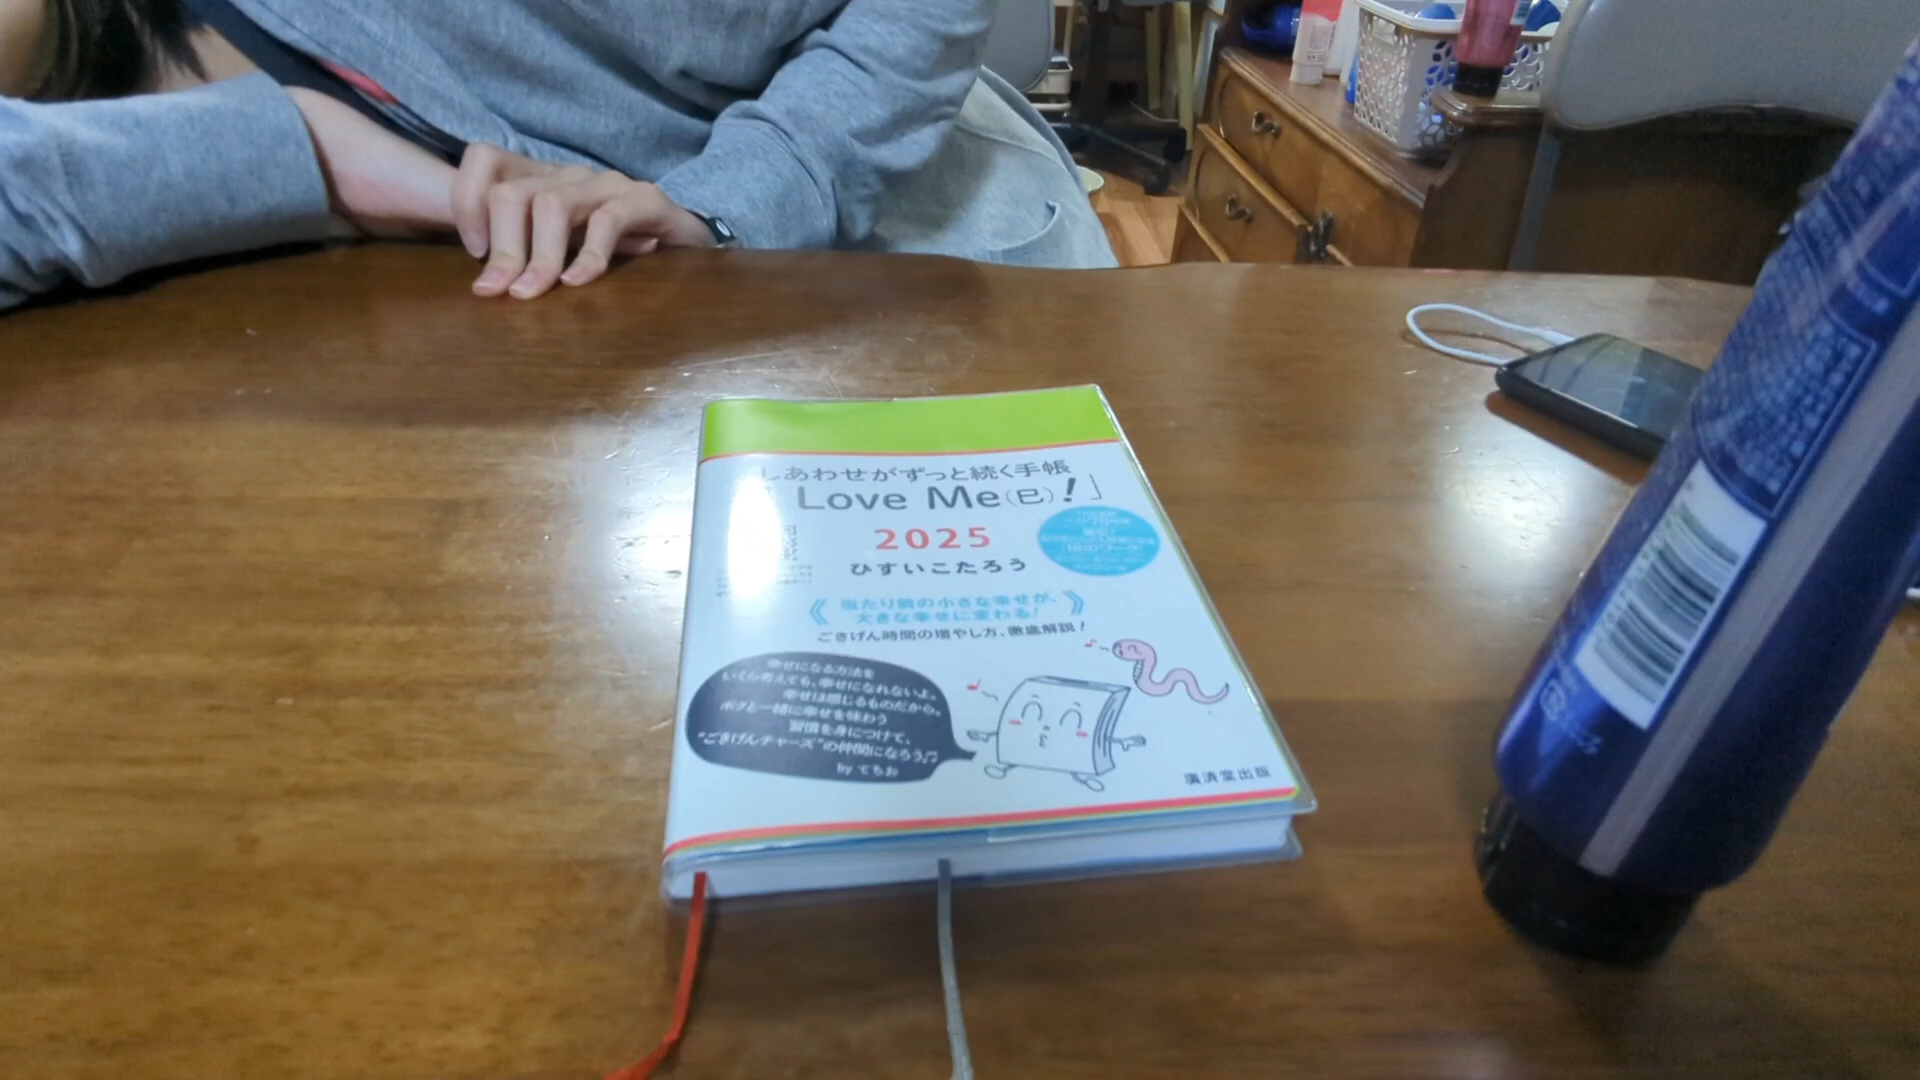 しあわせがずっと続く手帳
Love Me(巳)!」
2025
ひすいこたろう
《当たり前の小さな幸せが、
大きな幸せに変わる!》
ごきげん時間の増やし方、徹底解説!
幸せになる方法を
いくら考えても、幸せになれないよ。
幸せは感じるものだから。
ボクと一緒に幸せを味わう
習慣を身につけて、
"ごきげんチャーズ"の仲間になろう♫
by てちお
廣済堂出版